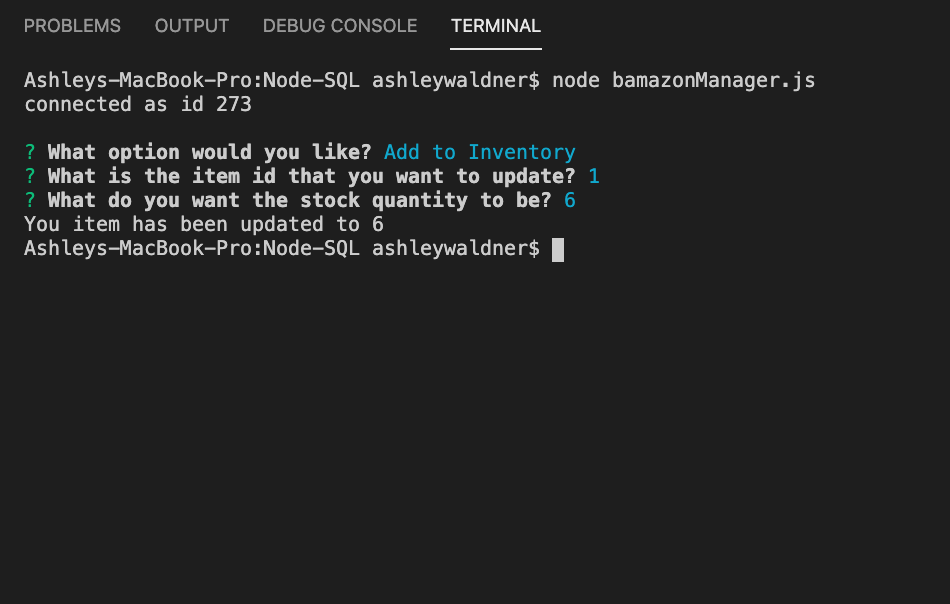 PROBLEMS OUTPUT DEBUG CONSOLE TERMINAL
Ashleys-MacBook-Pro:Node-SQL ashleywaldner$ node bamazonManager.js
connected as id 273
? What option would you like? Add to Inventory
? What is the item id that you want to update? 1
? What do you want the stock quantity to be? 6
You item has been updated to 6
Ashleys-MacBook-Pro:Node-SQL ashleywaldner$